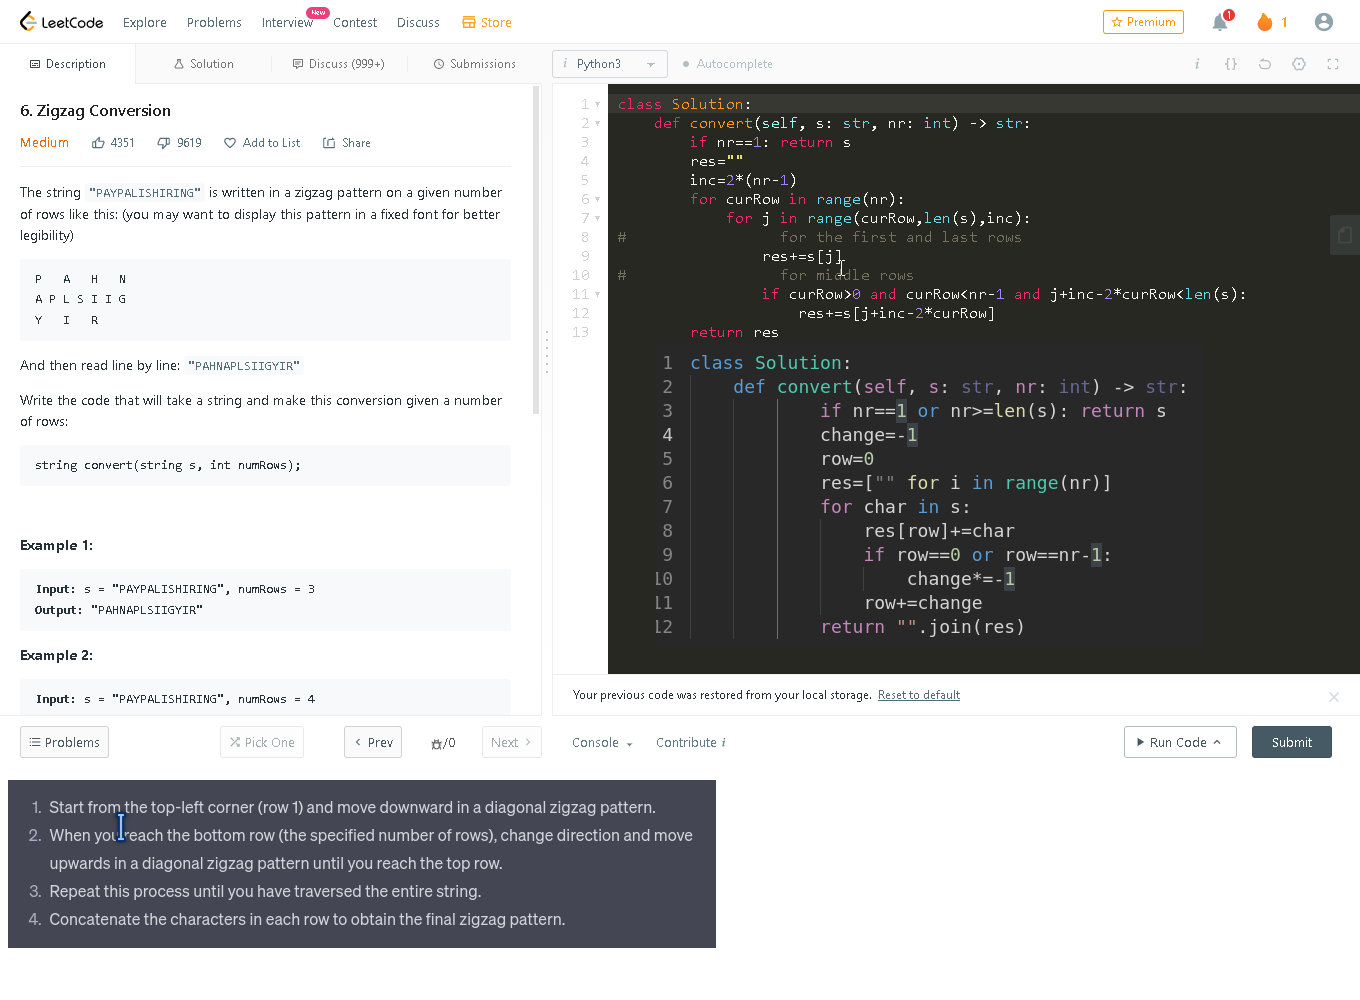 LeetCode Explore Problems Interview New Contest Discuss Store Premium 1 1
Description Solution Discuss (999+) Submissions
i Python3 Autocomplete i {}
6. Zigzag Conversion
Medium 4351 9619 Add to List Share
The string "PAYPALISHIRING" is written in a zigzag pattern on a given number
of rows like this: (you may want to display this pattern in a fixed font for better
legibility)
P   A   H   N
A P L S I I G
Y   I   R
And then read line by line: "PAHNAPLSIIGYIR"
Write the code that will take a string and make this conversion given a number
of rows:
string convert(string s, int numRows);
Example 1:
Input: s = "PAYPALISHIRING", numRows = 3
Output: "PAHNAPLSIIGYIR"
Example 2:
Input: s = "PAYPALISHIRING", numRows = 4
1 class Solution:
2     def convert(self, s: str, nr: int) -> str:
3         if nr==1: return s
4         res=""
5         inc=2*(nr-1)
6         for curRow in range(nr):
7             for j in range(curRow,len(s),inc):
8 #                 for the first and last rows
9                 res+=s[j]
10 #                 for middle rows
11                 if curRow>0 and curRow<nr-1 and j+inc-2*curRow<len(s):
12                     res+=s[j+inc-2*curRow]
13         return res
1 class Solution:
2     def convert(self, s: str, nr: int) -> str:
3             if nr==1 or nr>=len(s): return s
4             change=-1
5             row=0
6             res=["" for i in range(nr)]
7             for char in s:
8                 res[row]+=char
9                 if row==0 or row==nr-1:
10                     change*=-1
11                 row+=change
12             return "".join(res)
Your previous code was restored from your local storage. Reset to default
Problems Pick One Prev /0 Next Console Contribute i Run Code Submit
1. Start from the top-left corner (row 1) and move downward in a diagonal zigzag pattern.
2. When you reach the bottom row (the specified number of rows), change direction and move
upwards in a diagonal zigzag pattern until you reach the top row.
3. Repeat this process until you have traversed the entire string.
4. Concatenate the characters in each row to obtain the final zigzag pattern.